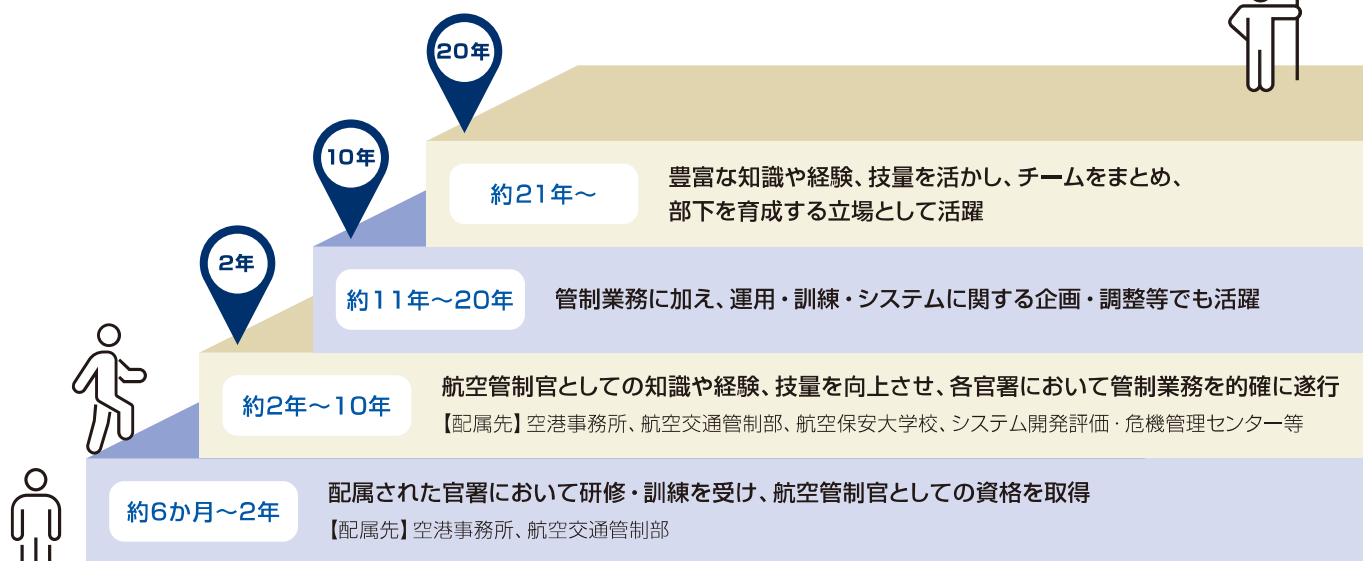 20年
約21年～
豊富な知識や経験、技量を活かし、チームをまとめ、
部下を育成する立場として活躍
10年
約11年～20年
管制業務に加え、運用・訓練・システムに関する企画・調整等でも活躍
2年
約2年～10年
航空管制官としての知識や経験、技量を向上させ、各官署において管制業務を的確に遂行
【配属先】空港事務所、航空交通管制部、航空保安大学校、システム開発評価・危機管理センター等
約6か月～2年
配属された官署において研修・訓練を受け、航空管制官としての資格を取得
【配属先】空港事務所、航空交通管制部